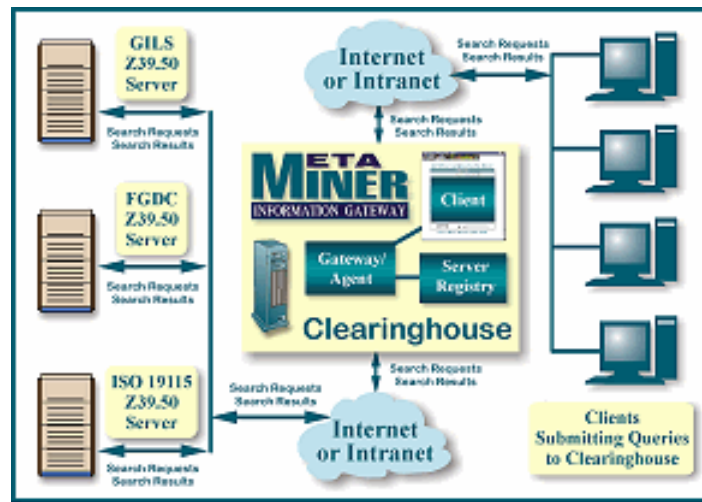 GILS
Z39.50
Server
Search Requests
Search Results
FGDC
Z39.50
Server
Search Requests
Search Results
ISO 19115
Z39.50
Server
Search Requests
Search Results
Internet
or Intranet
Search Requests
Search Results
Search Requests
Search Results
META
MINER
INFORMATION GATEWAY
Client
Gateway/
Agent
Server
Registry
Clearinghouse
Search Requests
Search Results
Search Requests
Search Results
Internet
or Intranet
Clients
Submitting Queries
to Clearinghouse